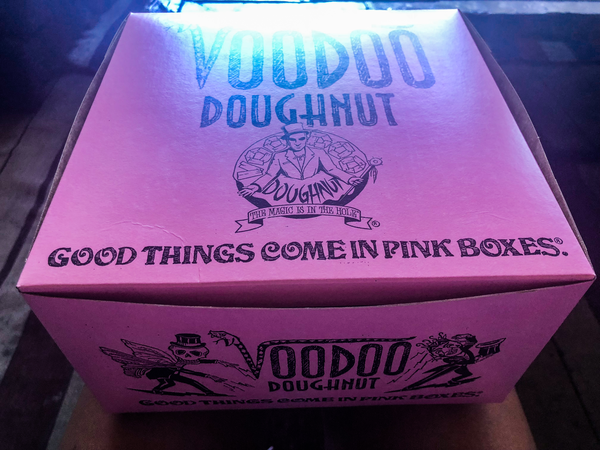 VOODOO
DOUGHNUT
DOUGHNUT
THE MAGIC IS IN THE HOLE
®
GOOD THINGS COME IN PINK BOXES.®
VOODOO
DOUGHNUT
GOOD THINGS COME IN PINK BOXES.